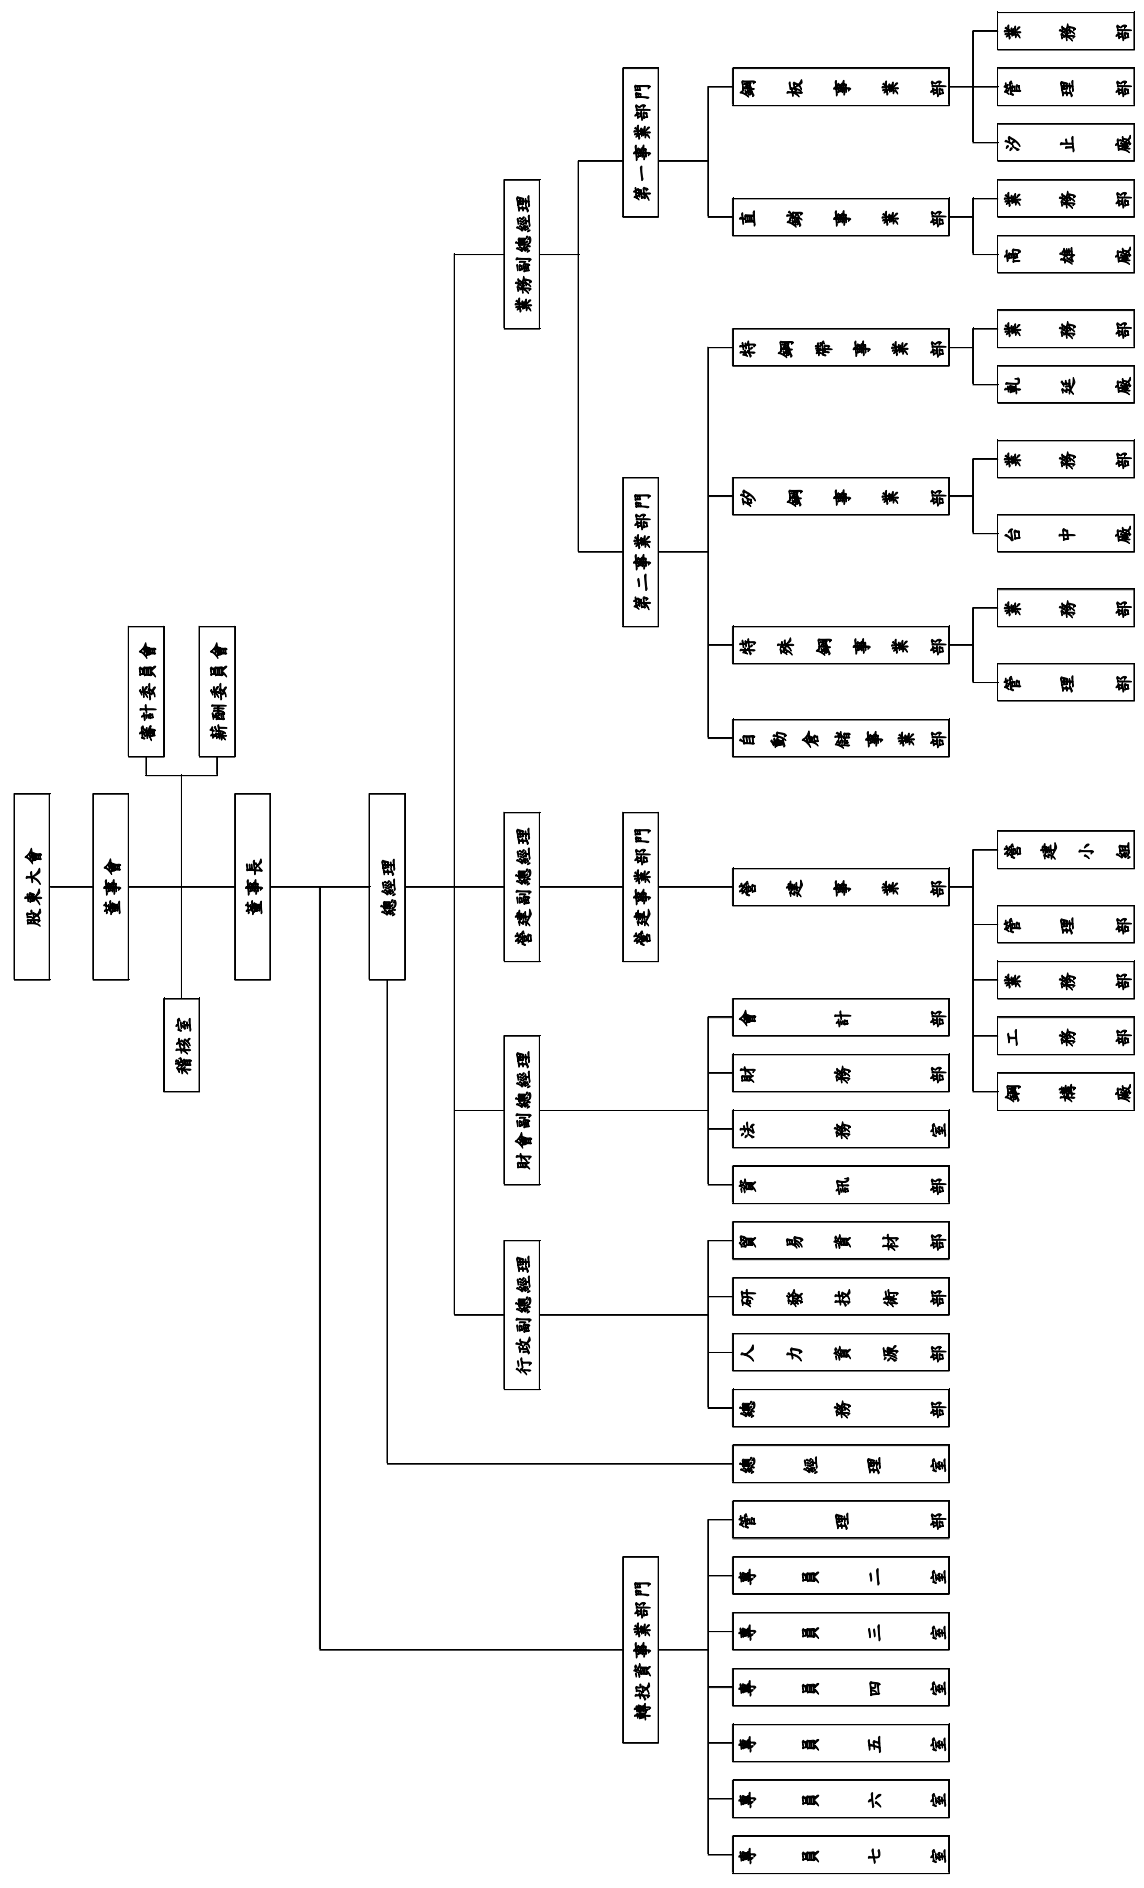 股東大會
董事會
審計委員會
稽核室
薪酬委員會
董事長
總經理
行政副總經理
財會副總經理
營建副總經理
業務副總經理
轉投資事業部門
營建事業部門
第二事業部門
第一事業部門
專員七室
專員六室
專員五室
專員四室
專員三室
專員二室
管理部
總經理室
總務部
人力資源部
研發技術部
貿易資材部
資訊部
法務室
財務部
會計部
營建事業部
自動倉儲事業部
特殊鋼事業部
矽鋼事業部
特鋼帶事業部
直銷事業部
鋼板事業部
鋼構廠
工務部
業務部
管理部
營建小組
管理部
業務部
台中廠
業務部
軋延廠
業務部
高雄廠
業務部
汐止廠
管理部
業務部